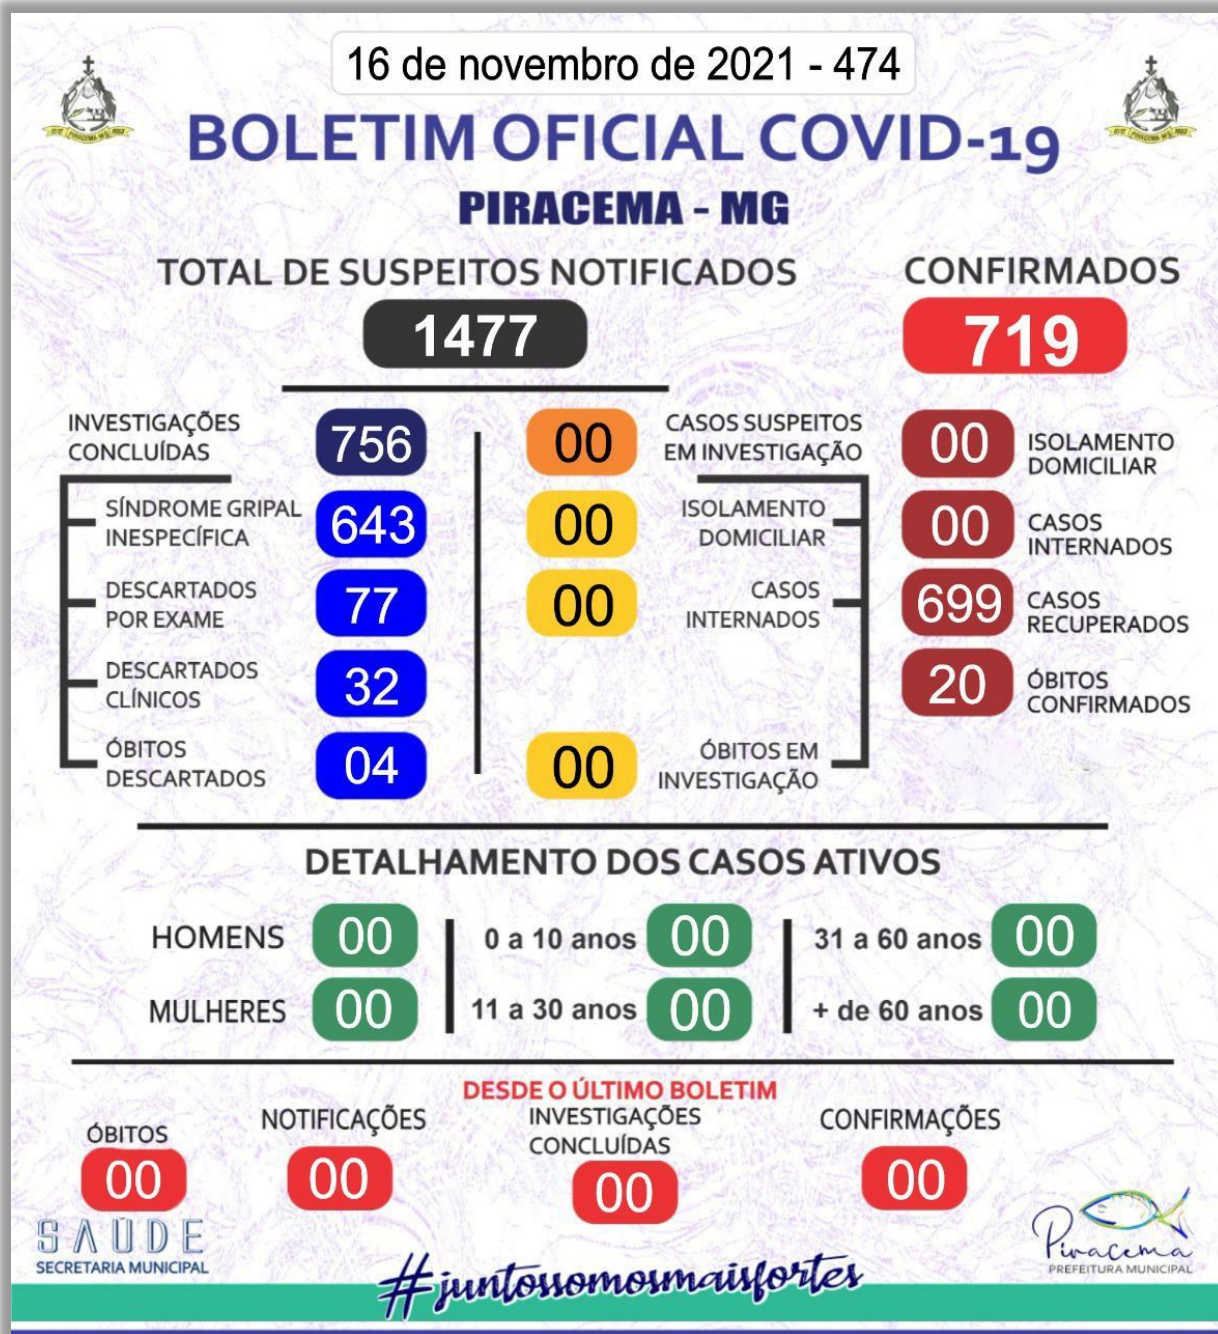 16 de novembro de 2021 - 474
BOLETIM OFICIAL COVID-19
PIRACEMA - MG
TOTAL DE SUSPEITOS NOTIFICADOS
1477
CONFIRMADOS
719
INVESTIGAÇÕES
CONCLUÍDAS
756
SÍNDROME GRIPAL
INESPECÍFICA
643
DESCARTADOS
POR EXAME
77
DESCARTADOS
CLÍNICOS
32
ÓBITOS
DESCARTADOS
04
00
CASOS SUSPEITOS
EM INVESTIGAÇÃO
00
ISOLAMENTO
DOMICILIAR
00
CASOS
INTERNADOS
00
ÓBITOS EM
INVESTIGAÇÃO
00
ISOLAMENTO
DOMICILIAR
00
CASOS
INTERNADOS
699
CASOS
RECUPERADOS
20
ÓBITOS
CONFIRMADOS
DETALHAMENTO DOS CASOS ATIVOS
HOMENS 00
MULHERES 00
0 a 10 anos 00
11 a 30 anos 00
31 a 60 anos 00
+ de 60 anos 00
DESDE O ÚLTIMO BOLETIM
ÓBITOS
00
NOTIFICAÇÕES
00
INVESTIGAÇÕES
CONCLUÍDAS
00
CONFIRMAÇÕES
00
SAÚDE
SECRETARIA MUNICIPAL
#juntossomosmaisfortes
Piracema
PREFEITURA MUNICIPAL